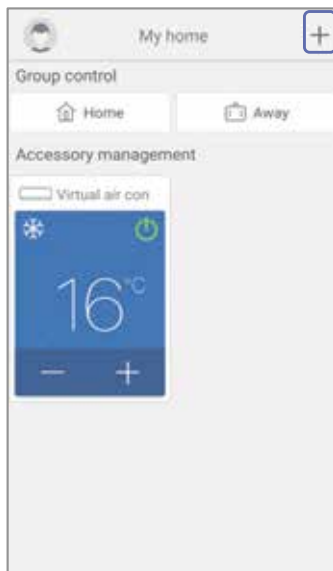 My home
+
Group control
Home Away
Accessory management
Virtual air con
16°C
− +